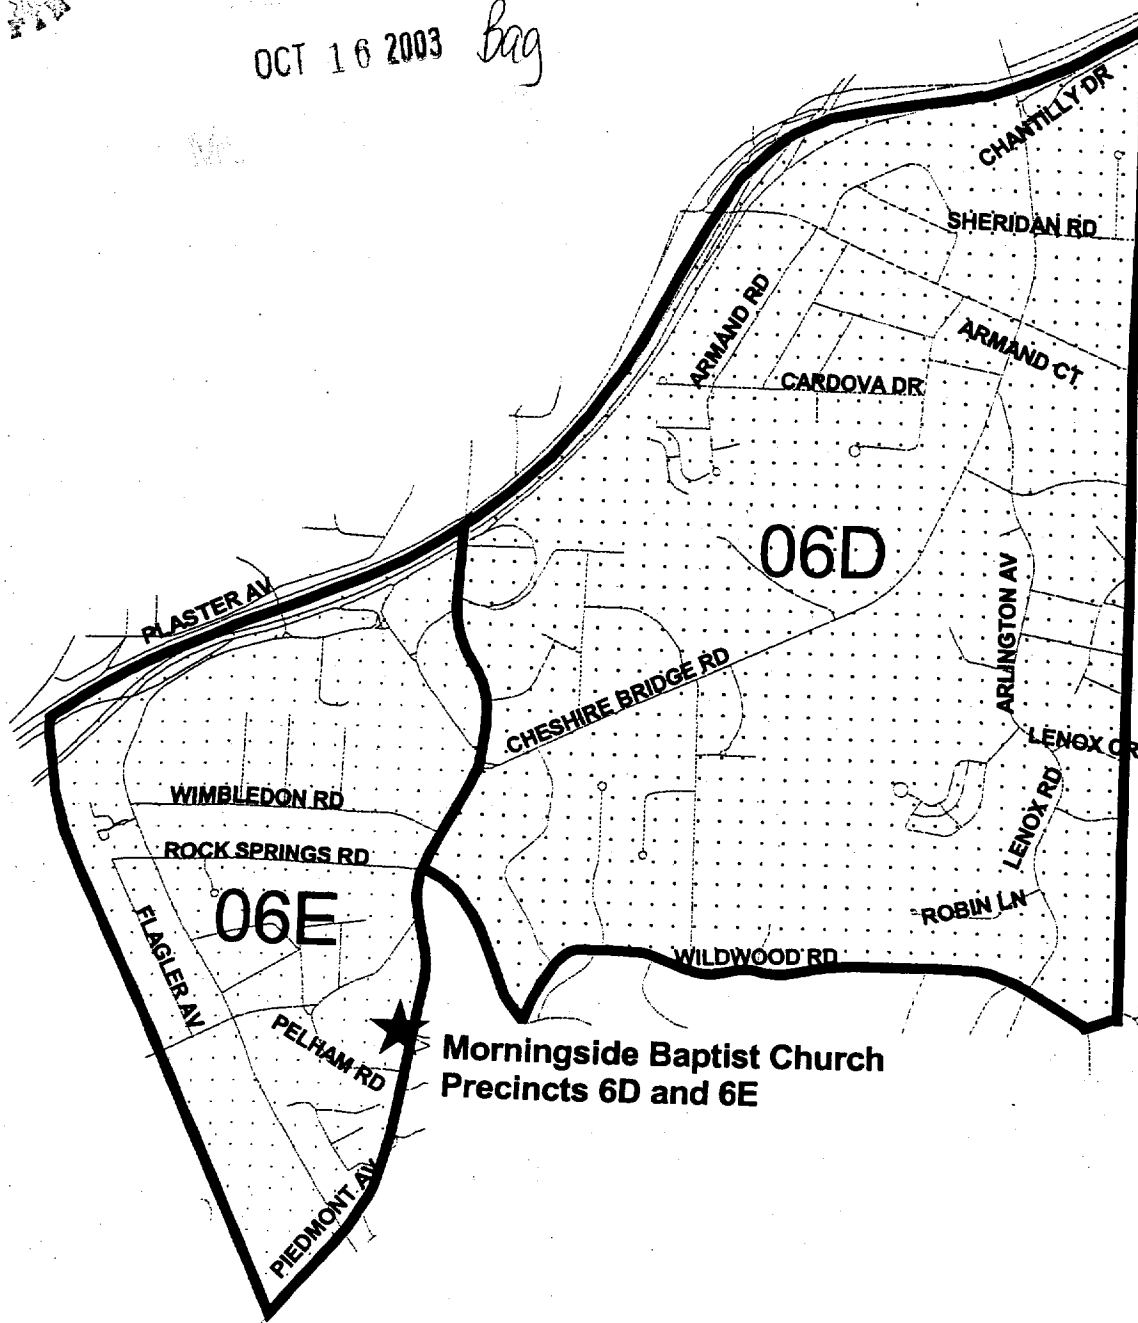 OCT 16 2003 Bag
CHANTILLY DR
SHERIDAN RD
ARMAND RD
ARMAND CT
CARDOVA DR
06D
PLASTER AV
ARLINGTON AV
CHESHIRE BRIDGE RD
LENOX CR
WIMBLEDON RD
LENOX RD
ROCK SPRINGS RD
06E
ROBIN LN
FLAGLER AV
WILDWOOD RD
PELHAM RD
Morningside Baptist Church
Precincts 6D and 6E
PIEDMONT AV